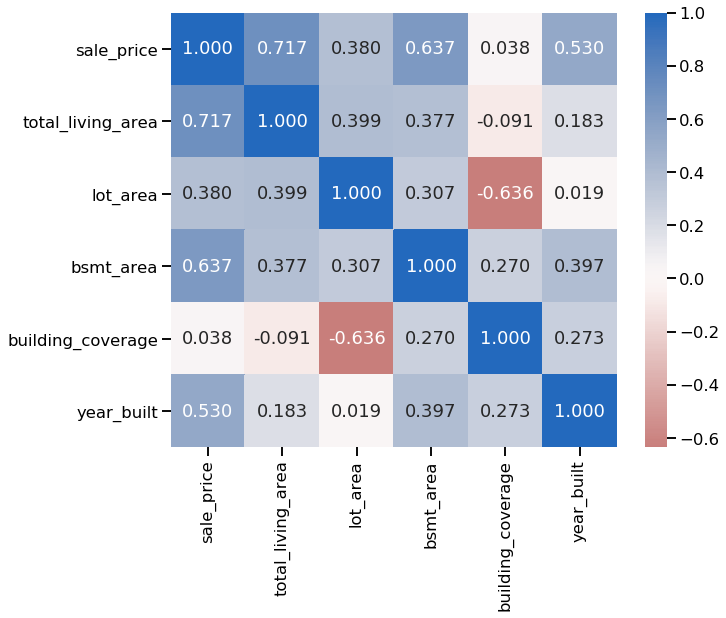 sale_price 1.000 0.717 0.380 0.637 0.038 0.530
total_living_area 0.717 1.000 0.399 0.377 -0.091 0.183
lot_area 0.380 0.399 1.000 0.307 -0.636 0.019
bsmt_area 0.637 0.377 0.307 1.000 0.270 0.397
building_coverage 0.038 -0.091 -0.636 0.270 1.000 0.273
year_built 0.530 0.183 0.019 0.397 0.273 1.000
sale_price
total_living_area
lot_area
bsmt_area
building_coverage
year_built
1.0
0.8
0.6
0.4
0.2
0.0
−0.2
−0.4
−0.6